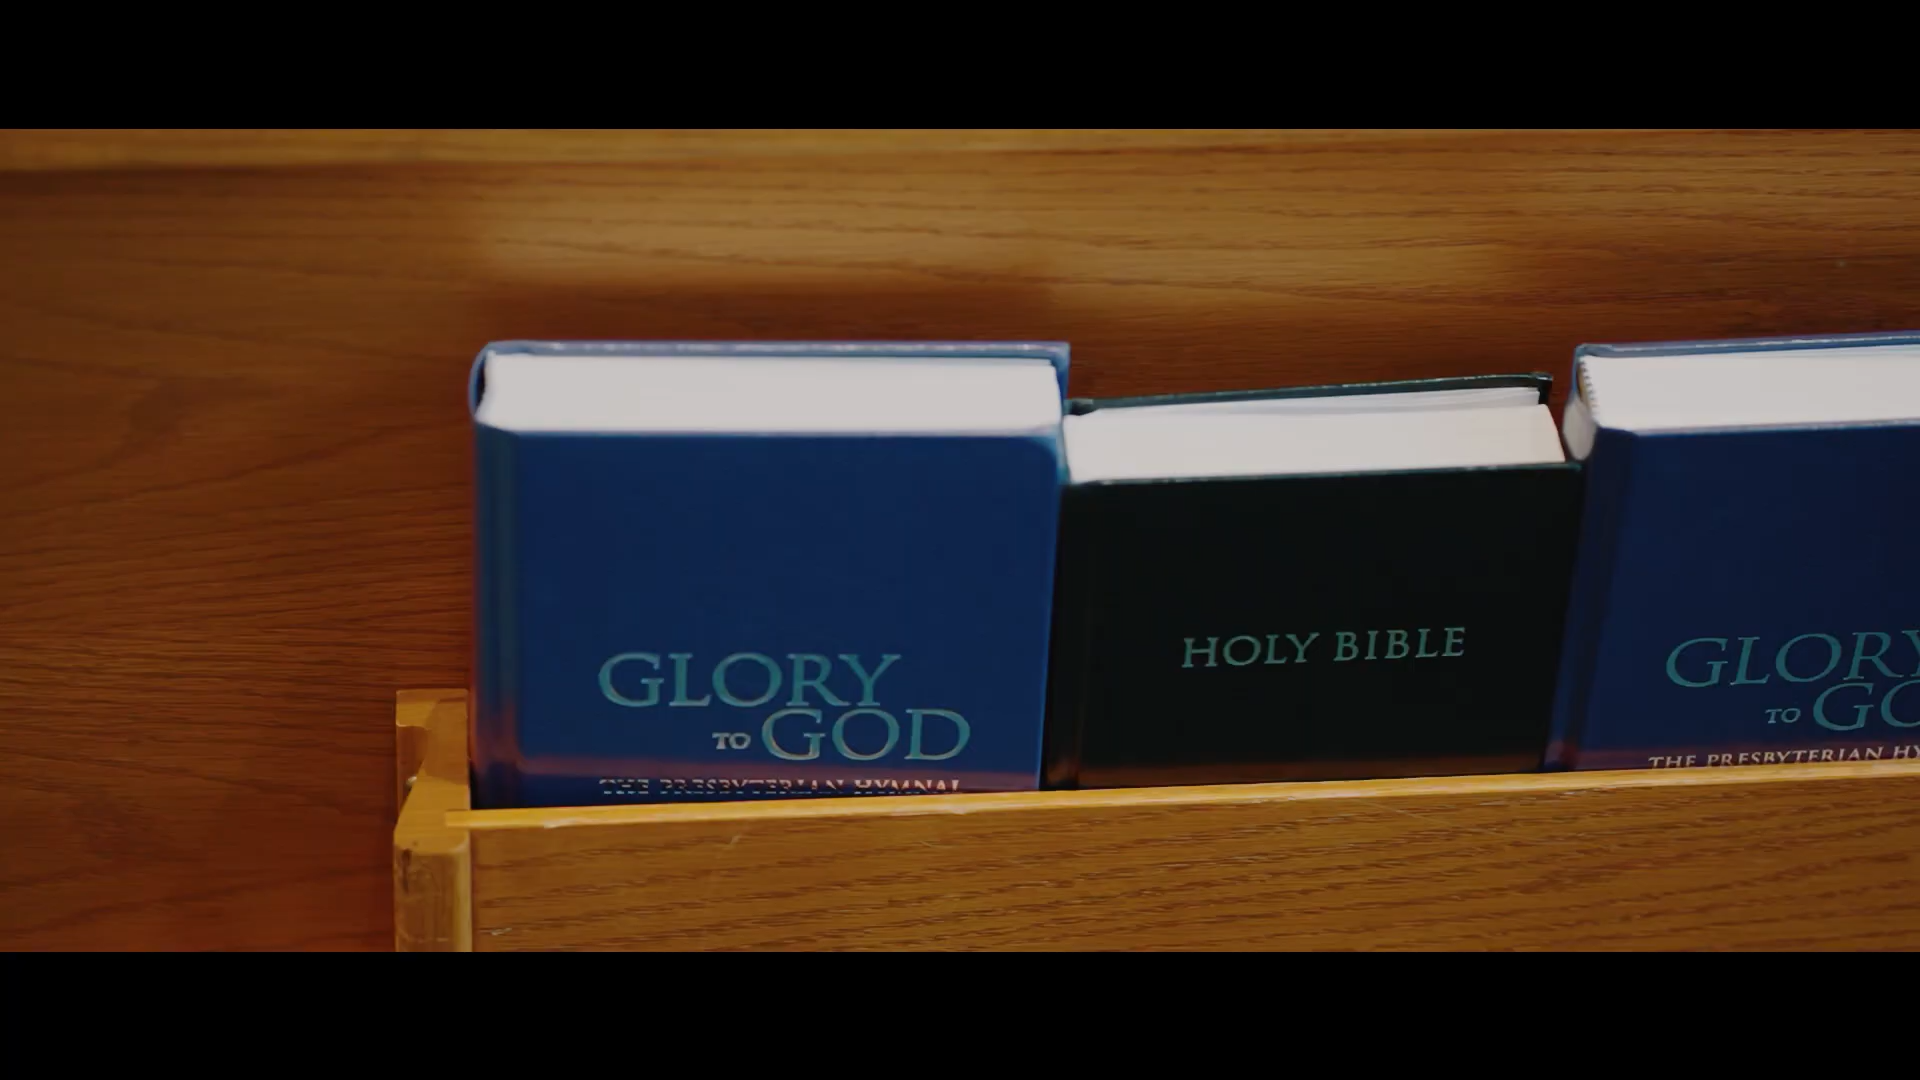 GLORY
TO GOD
THE PRESBYTERIAN HYMNAL
HOLY BIBLE
GLORY
TO GO
THE PRESBYTERIAN HY